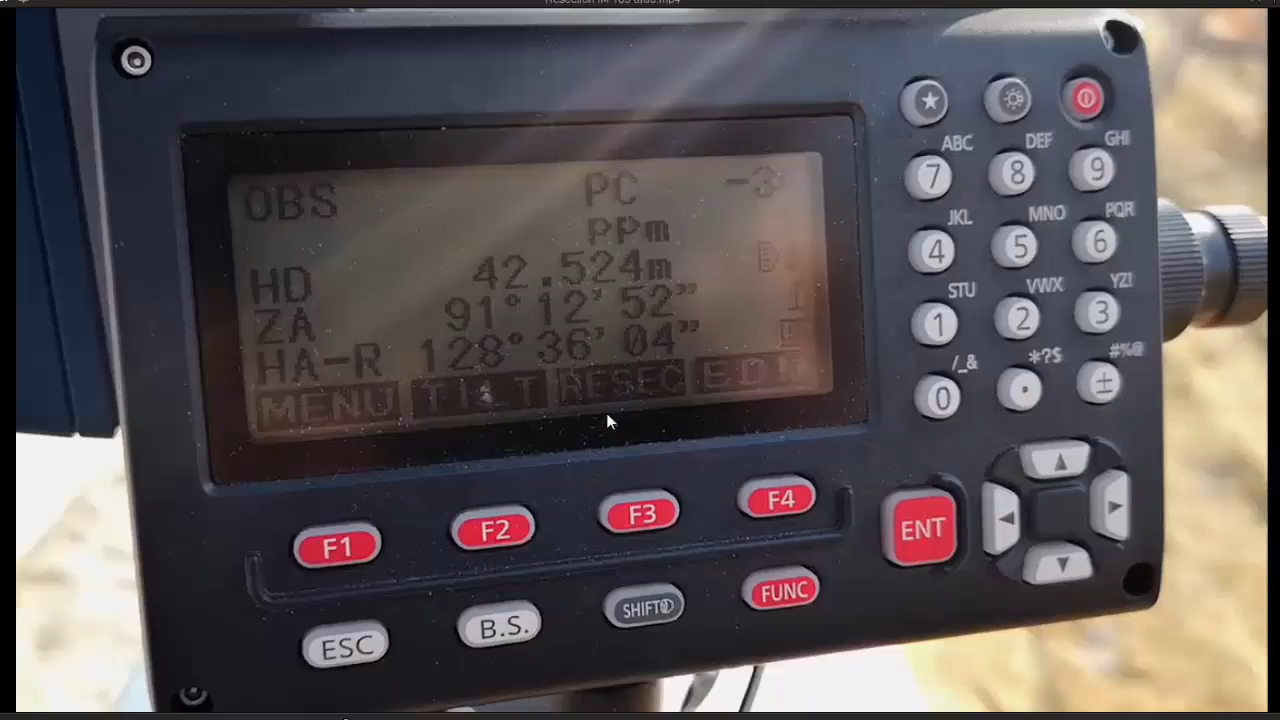 OBS PC -3
ppm
HD 42.524m
ZA 91°12'52"
HA-R 128°36'04"
MENU TILT RESEC EDM
ABC DEF GHI
7 8 9
JKL MNO PQR
4 5 6
STU VWX YZ!
1 2 3
/_& *?$ #%@
0 . ±
F1 F2 F3 F4
ENT
ESC B.S. SHIFT FUNC